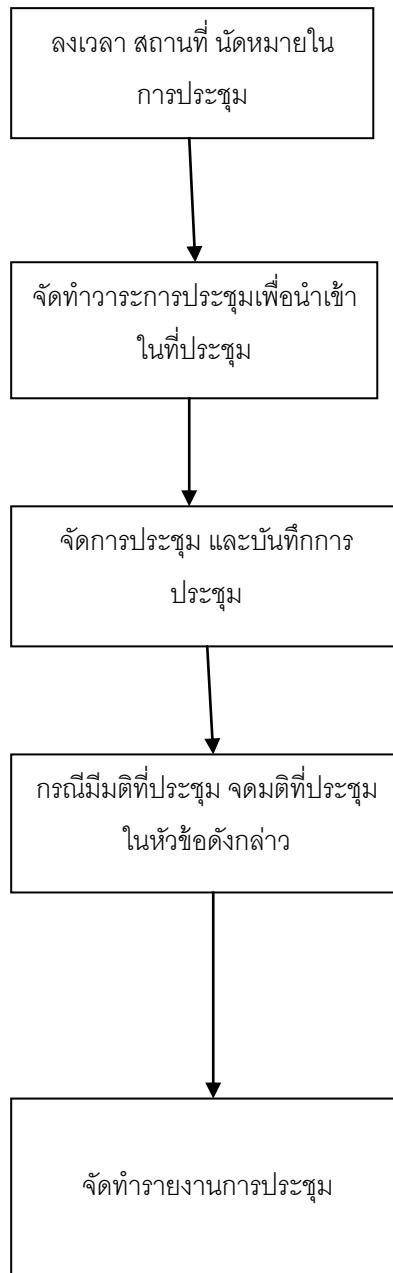 ลงเวลา สถานที่ นัดหมายใน
การประชุม
จัดทำวาระการประชุมเพื่อนำเข้า
ในที่ประชุม
จัดการประชุม และบันทึกการ
ประชุม
กรณีมีมติที่ประชุม จดมติที่ประชุม
ในหัวข้อดังกล่าว
จัดทำรายงานการประชุม